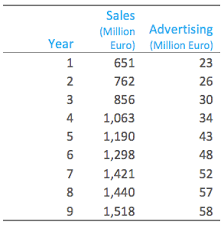 Sales
(Million Advertising
Year Euro) (Million Euro)
1 651 23
2 762 26
3 856 30
4 1,063 34
5 1,190 43
6 1,298 48
7 1,421 52
8 1,440 57
9 1,518 58